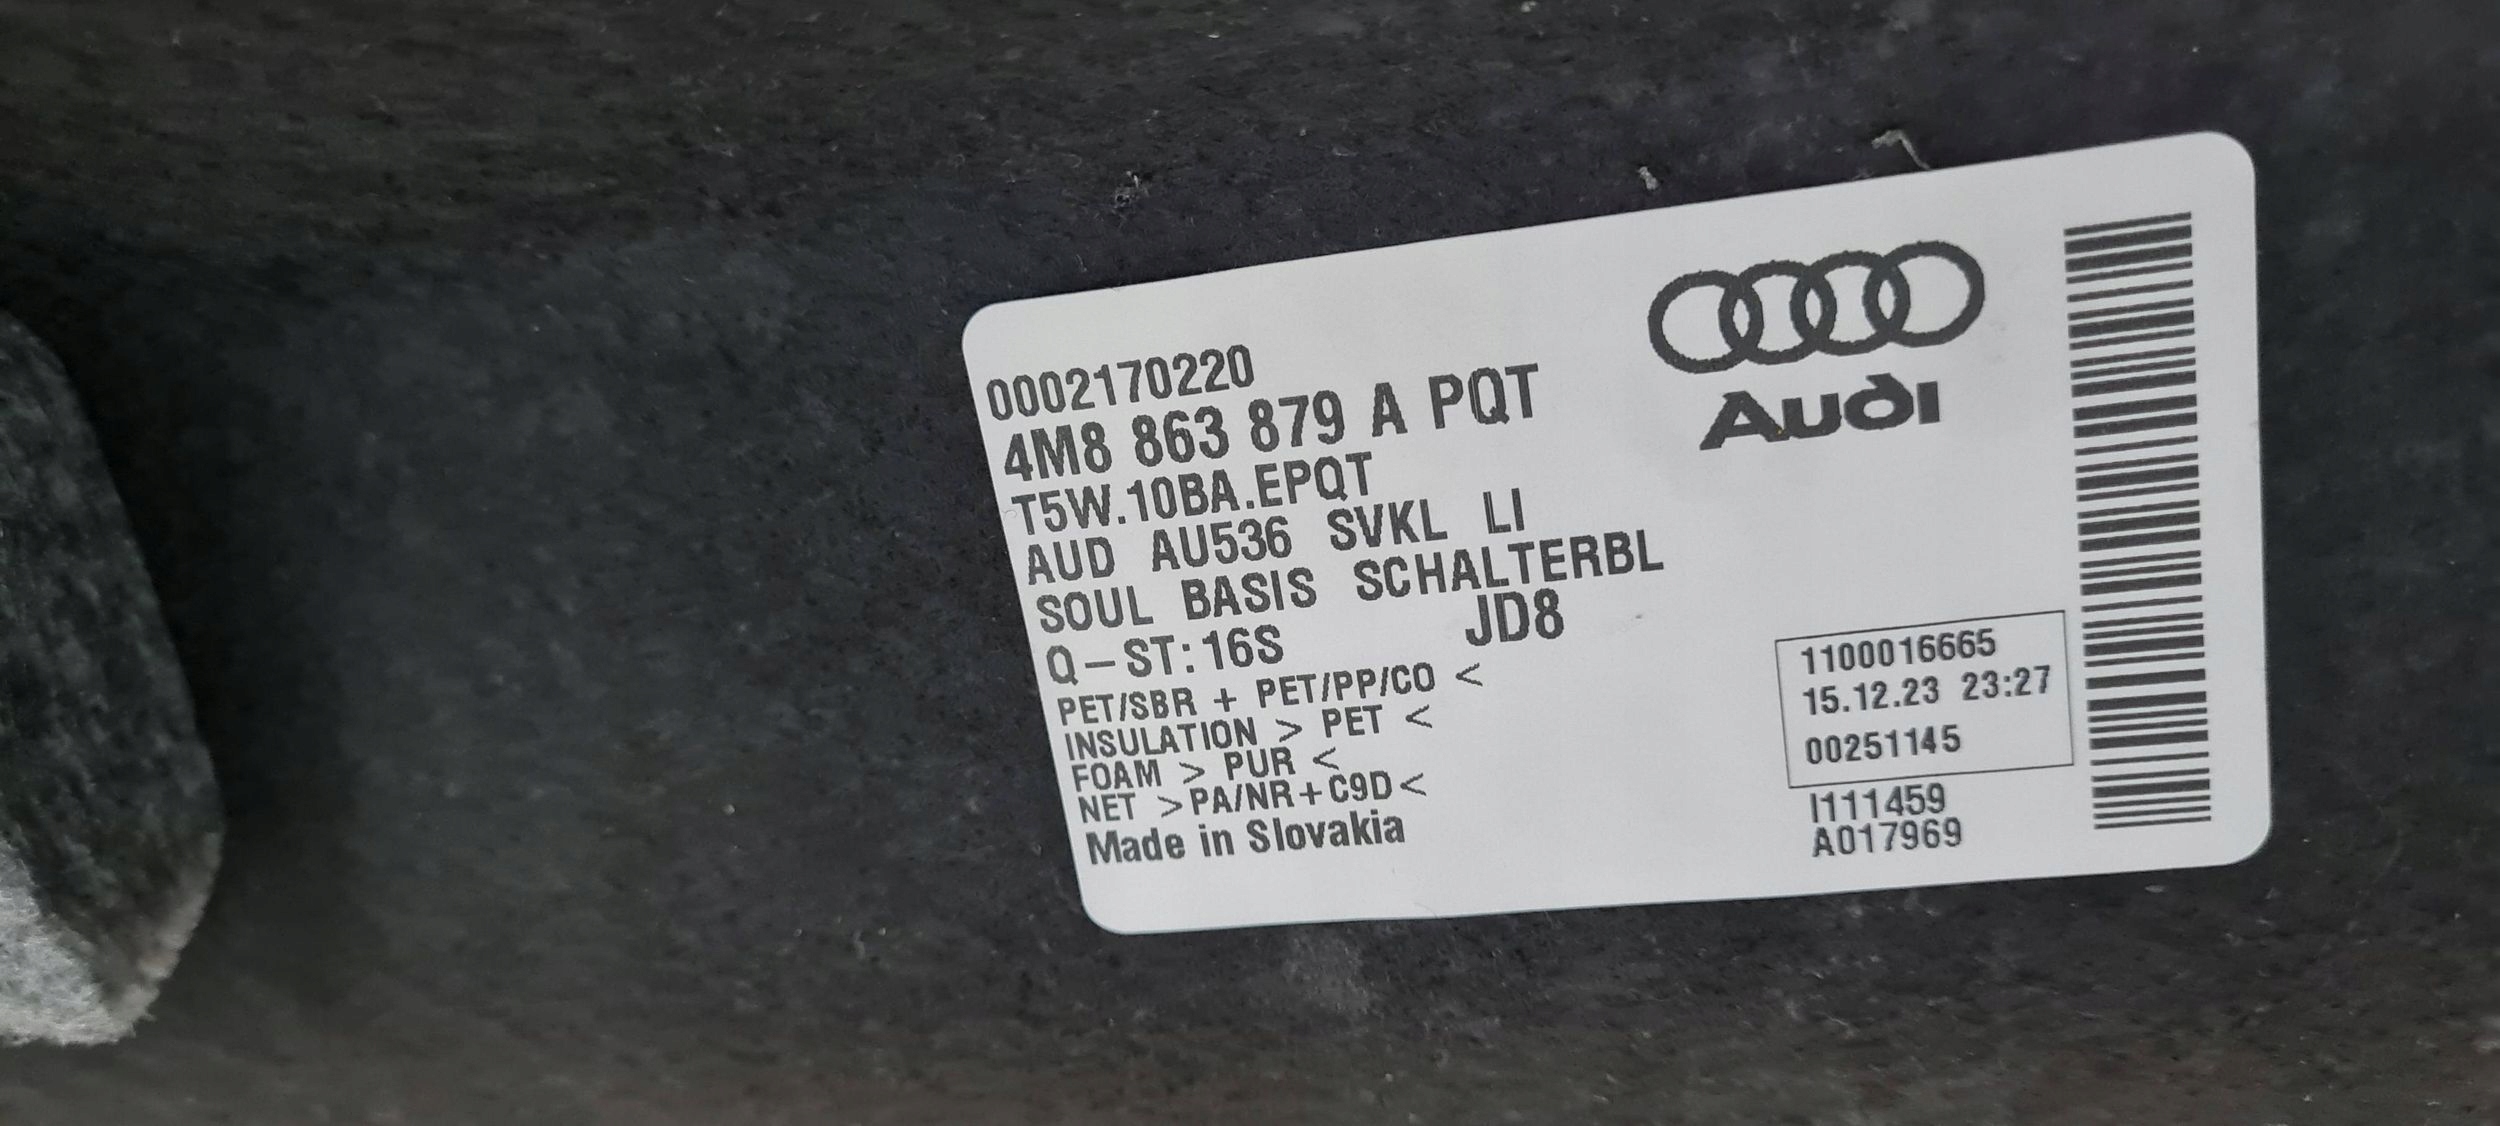 0002170220
4M8 863 879 A PQT
T5W.10BA.EPQT
AUD AU536 SVKL LI
SOUL BASIS SCHALTERBL
Q-ST:16S JD8
PET/SBR + PET/PP/CO <
INSULATION > PET <
FOAM > PUR <
NET >PA/NR+C9D<
Made in Slovakia
Audi
1100016665
15.12.23 23:27
00251145
I111459
A017969